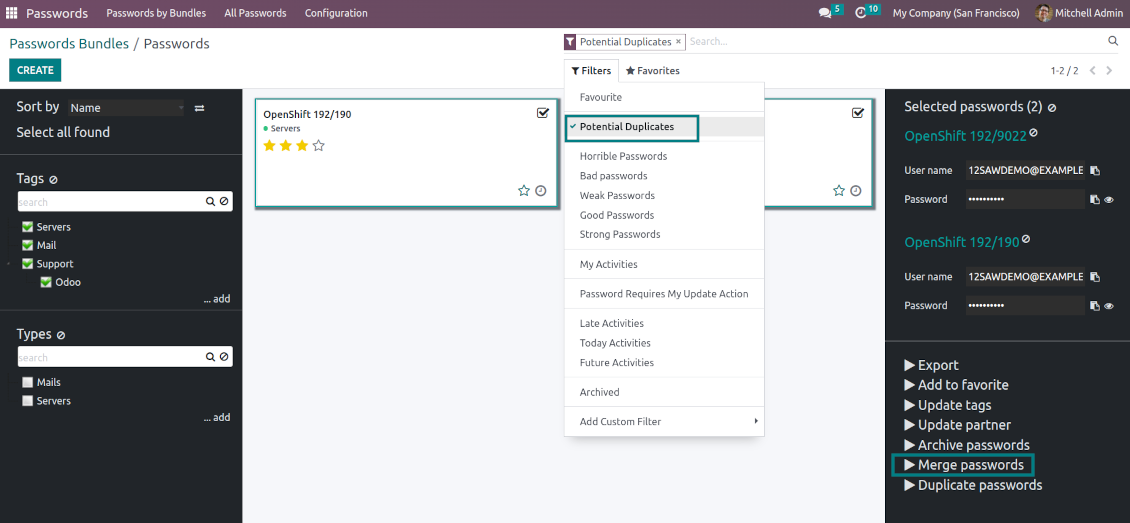 Passwords Passwords by Bundles All Passwords Configuration 5 10 My Company (San Francisco) Mitchell Admin
Passwords Bundles / Passwords
Potential Duplicates × Search...
CREATE
Filters Favorites
1-2 / 2
Sort by Name
Select all found
Tags
search
Servers
Mail
Support
Odoo
... add
Types
search
Mails
Servers
... add
OpenShift 192/190
Servers
Favourite
Potential Duplicates
Horrible Passwords
Bad passwords
Weak Passwords
Good Passwords
Strong Passwords
My Activities
Password Requires My Update Action
Late Activities
Today Activities
Future Activities
Archived
Add Custom Filter
Selected passwords (2)
OpenShift 192/9022
User name 12SAWDEMO@EXAMPLE
Password ••••••••••
OpenShift 192/190
User name 12SAWDEMO@EXAMPLE
Password ••••••••••
Export
Add to favorite
Update tags
Update partner
Archive passwords
Merge passwords
Duplicate passwords